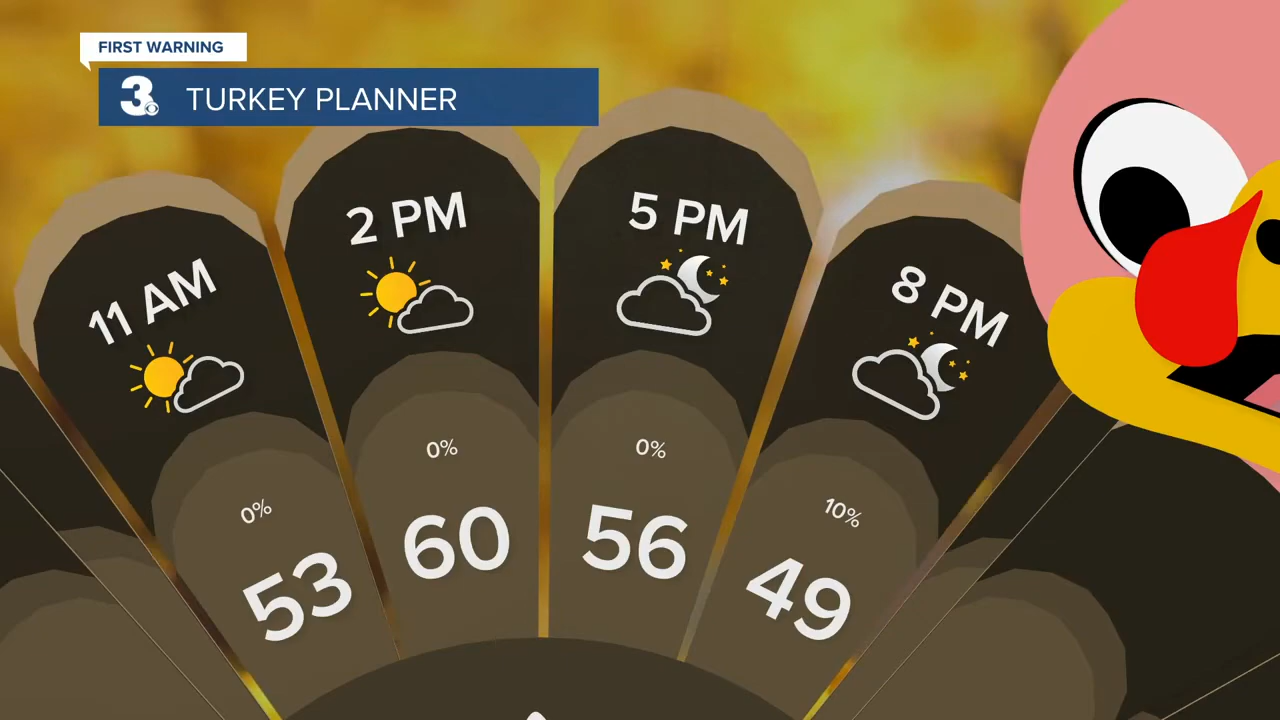 FIRST WARNING
3 TURKEY PLANNER
11 AM
0%
53
2 PM
0%
60
5 PM
0%
56
8 PM
10%
49